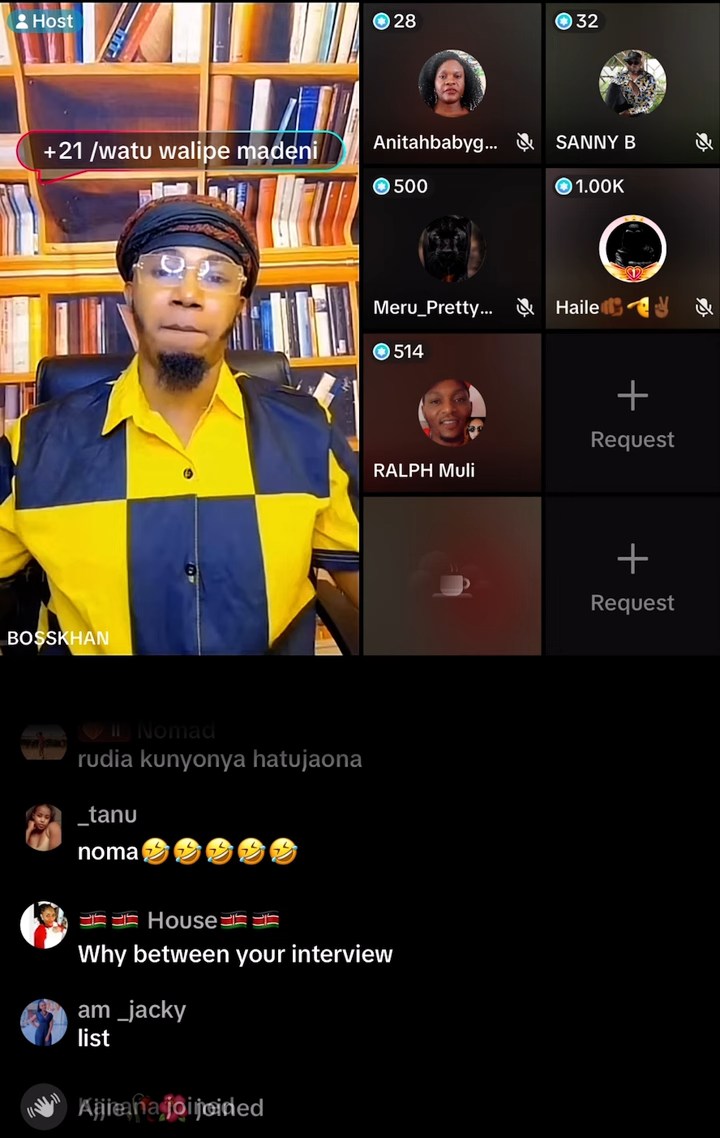 Host
+21 /watu walipe madeni
BOSSKHAN
28
Anitahbabyg...
32
SANNY B
500
Meru_Pretty...
1.00K
Haile🫵🏾🫡✌🏾
514
RALPH Muli
Request
Request
Nomad
rudia kunyonya hatujaona
_tanu
noma🤣🤣🤣🤣🤣
🇰🇪🇰🇪 House🇰🇪🇰🇪
Why between your interview
am _jacky
list
joined